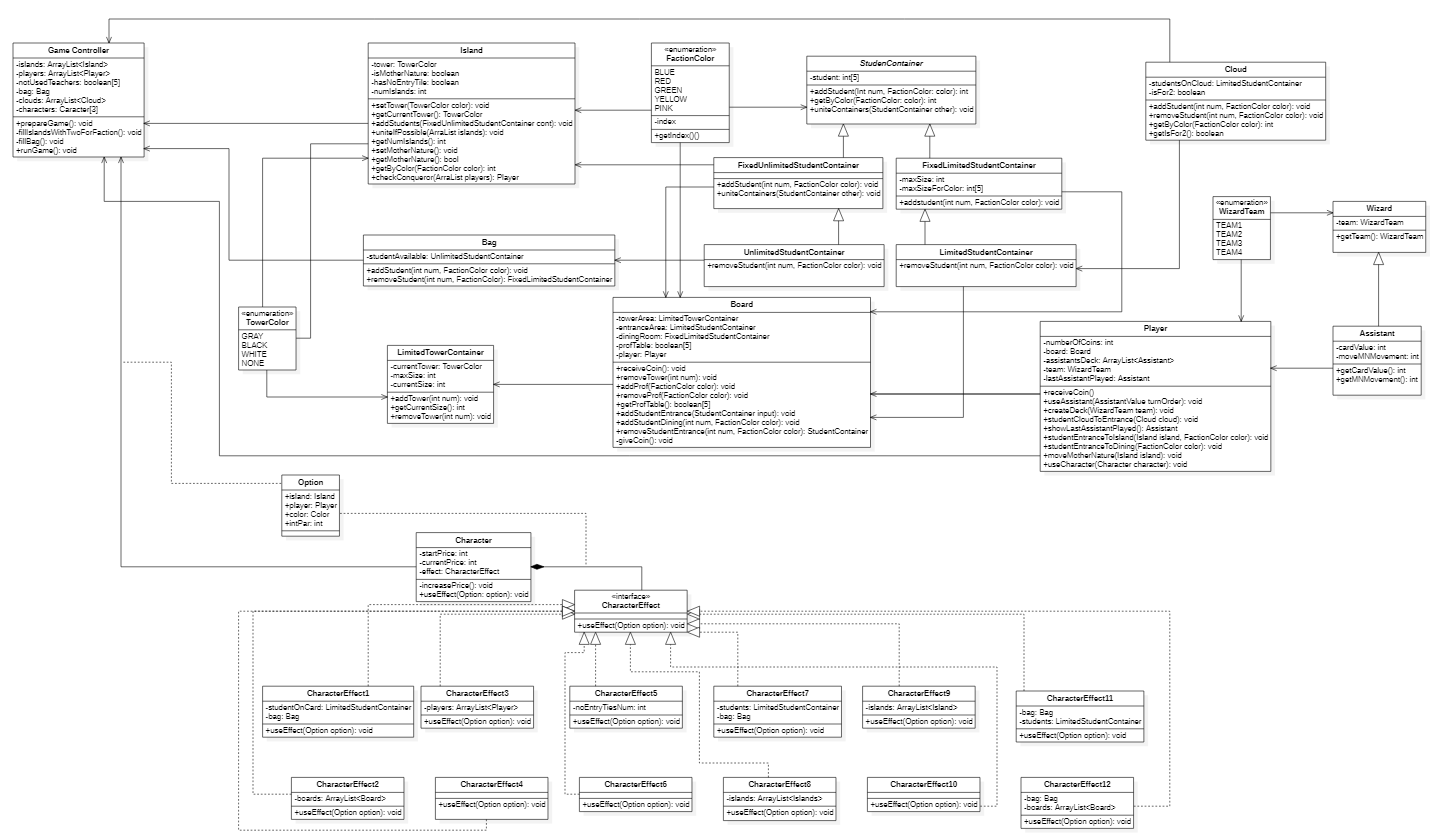 Game Controller
-islands: ArrayList<Island>
-players: ArrayList<Player>
-notUsedTeachers: boolean[5]
-bag: Bag
-clouds: ArrayList<Cloud>
-characters: Caracter[3]
+prepareGame(): void
-fillIslandsWithTwoForFaction(): void
-fillBag(): void
+runGame(): void
Island
-tower: TowerColor
-isMotherNature: boolean
-hasNoEntryTile: boolean
-numIslands: int
+setTower(TowerColor color): void
+getCurrentTower(): TowerColor
+addStudents(FixedUnlimitedStudentContainer cont): void
+uniteIfPossible(ArraList islands): void
+getNumIslands(): int
+setMotherNature(): void
+getMotherNature(): bool
+getByColor(FactionColor color): int
+checkConqueror(ArraList players): Player
«enumeration»
FactionColor
BLUE
RED
GREEN
YELLOW
PINK
-index
+getIndex()()
StudenContainer
-student: int[5]
+addStudent(Int num, FactionColor: color): int
+getByColor(FactionColor: color): int
+uniteContainers(StudentContainer other): void
Cloud
-studentsOnCloud: LimitedStudentContainer
-isFor2: boolean
+addStudent(int num, FactionColor color): void
+removeStudent(int num, FactionColor color): void
+getByColor(FactionColor color): int
+getIsFor2(): boolean
FixedUnlimitedStudentContainer
+addStudent(int num, FactionColor color): void
+uniteContainers(StudentContainer other): void
FixedLimitedStudentContainer
-maxSize: int
-maxSizeForColor: int[5]
+addstudent(int num, FactionColor color): void
«enumeration»
WizardTeam
TEAM1
TEAM2
TEAM3
TEAM4
Wizard
-team: WizardTeam
+getTeam(): WizardTeam
Bag
-studentAvailable: UnlimitedStudentContainer
+addStudent(int num, FactionColor color): void
+removeStudent(int num, FactionColor): FixedLimitedStudentContainer
UnlimitedStudentContainer
+removeStudent(int num, FactionColor color): void
LimitedStudentContainer
+removeStudent(int num, FactionColor color): void
«enumeration»
TowerColor
GRAY
BLACK
WHITE
NONE
LimitedTowerContainer
-currentTower: TowerColor
-maxSize: int
-currentSize: int
+addTower(int num): void
+getCurrentSize(): int
+removeTower(int num): void
Board
-towerArea: LimitedTowerContainer
-entranceArea: LimitedStudentContainer
-diningRoom: FixedLimitedStudentContainer
-profTable: boolean[5]
-player: Player
+receiveCoin(): void
+removeTower(int num): void
+addProf(FactionColor color): void
+removeProf(FactionColor color): void
+getProfTable(): boolean[5]
+addStudentEntrance(StudentContainer input): void
+addStudentDining(int num, FactionColor color): void
+removeStudentEntrance(int num, FactionColor color): StudentContainer
-giveCoin(): void
Player
-numberOfCoins: int
-board: Board
-assistantsDeck: ArrayList<Assistant>
-team: WizardTeam
-lastAssistantPlayed: Assistant
+receiveCoin()
+useAssistant(AssistantValue turnOrder): void
+createDeck(WizardTeam team): void
+studentCloudToEntrance(Cloud cloud): void
+showLastAssistantPlayed(): Assistant
+studentEntranceToIsland(Island island, FactionColor color): void
+studentEntranceToDining(FactionColor color): void
+moveMotherNature(Island island): void
+useCharacter(Character character): void
Assistant
-cardValue: int
-moveMNMovement: int
+getCardValue(): int
+getMNMovement(): int
Option
+island: Island
+player: Player
+color: Color
+intPar: int
Character
-startPrice: int
-currentPrice: int
-effect: CharacterEffect
-increasePrice(): void
+useEffect(Option: option): void
«interface»
CharacterEffect
+useEffect(Option option): void
CharacterEffect1
-studentOnCard: LimitedStudentContainer
-bag: Bag
+useEffect(Option option): void
CharacterEffect3
-players: ArrayList<Player>
+useEffect(Option option): void
CharacterEffect5
-noEntryTiesNum: int
+useEffect(Option option): void
CharacterEffect7
-students: LimitedStudentContainer
-bag: Bag
+useEffect(Option option): void
CharacterEffect9
-islands: ArrayList<Island>
+useEffect(Option option): void
CharacterEffect11
-bag: Bag
-students: LimitedStudentContainer
+useEffect(Option option): void
CharacterEffect2
-boards: ArrayList<Board>
+useEffect(Option option): void
CharacterEffect4
+useEffect(Option option): void
CharacterEffect6
+useEffect(Option option): void
CharacterEffect8
-islands: ArrayList<Islands>
+useEffect(Option option): void
CharacterEffect10
+useEffect(Option option): void
CharacterEffect12
-bag: Bag
-boards: ArrayList<Board>
+useEffect(Option option): void